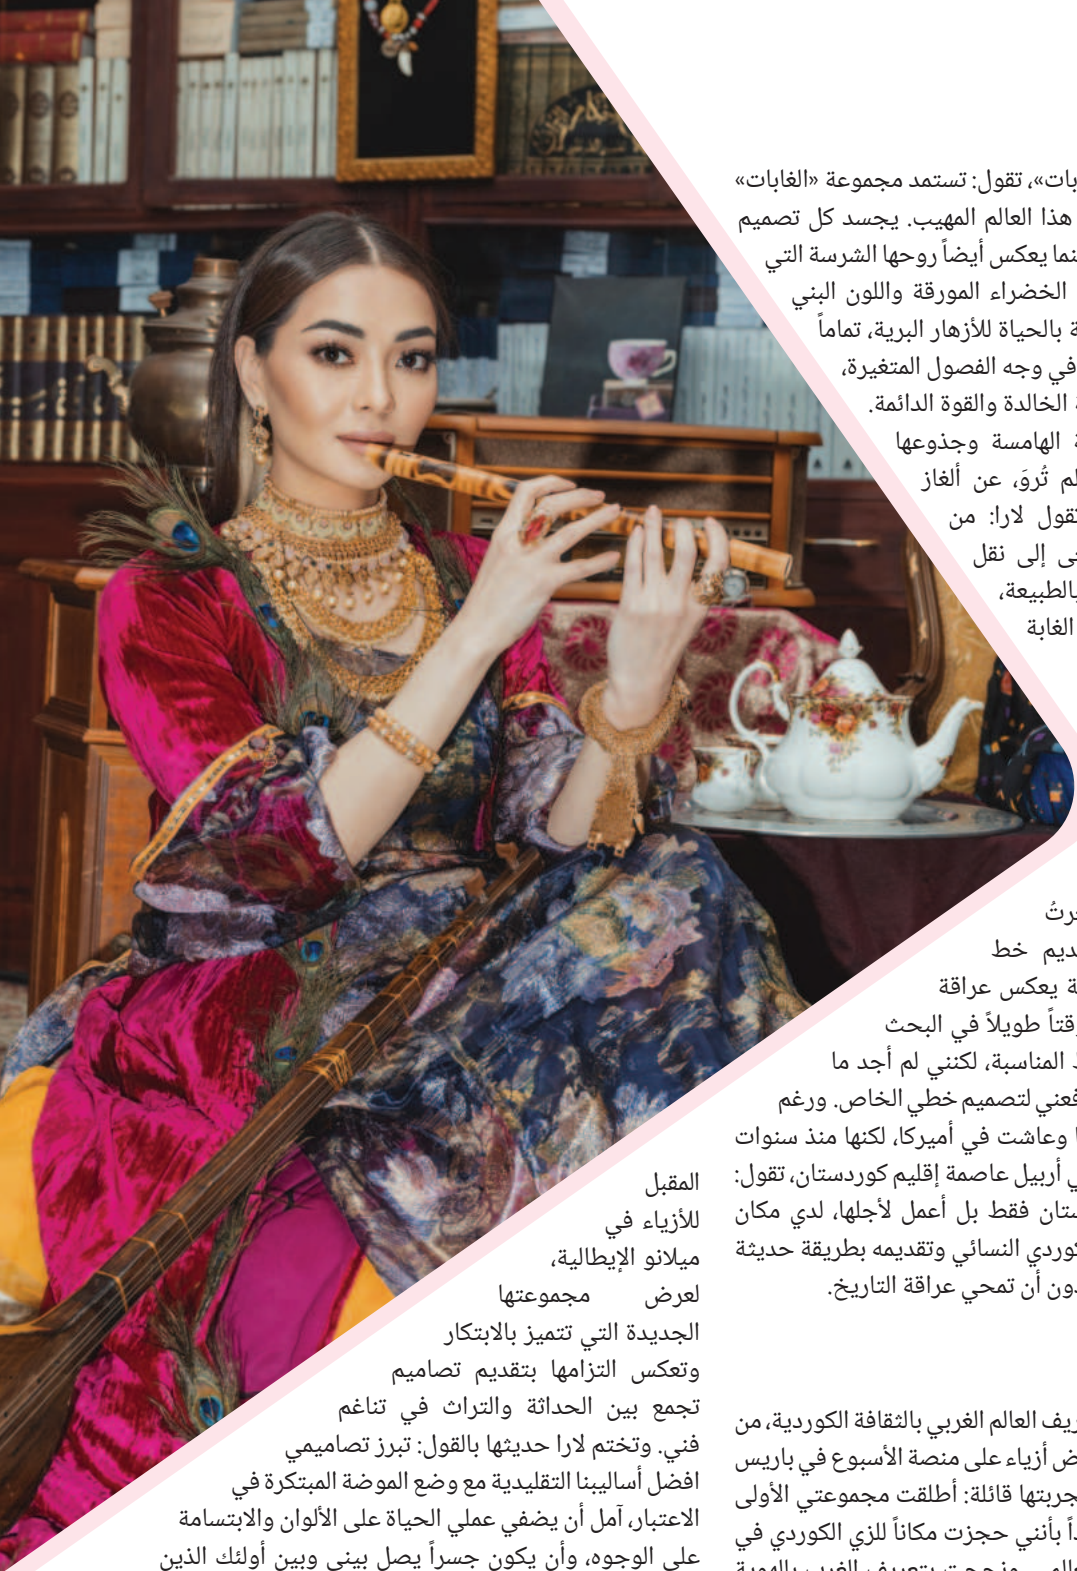 بات»، تقول: تستمد مجموعة «الغابات»
هذا العالم المهيب. يجسد كل تصميم
نما يعكس أيضاً روحها الشرسة التي
الخضراء المورقة واللون البني
ة بالحياة للأزهار البرية، تماماً
في وجه الفصول المتغيرة،
ة الخالدة والقوة الدائمة.
ة الهامسة وجذوعها
لم تُروَ، عن ألغاز
تقول لارا: من
ى إلى نقل
بالطبيعة،
الغابة
رتُ
ديم خط
ة يعكس عراقة
وقتاً طويلاً في البحث
المناسبة، لكنني لم أجد ما
فعني لتصميم خطي الخاص. ورغم
ا وعاشت في أميركا، لكنها منذ سنوات
ي أربيل عاصمة إقليم كوردستان، تقول:
ستان فقط بل أعمل لأجلها، لدي مكان
كوردي النسائي وتقديمه بطريقة حديثة
دون أن تمحي عراقة التاريخ.
ريف العالم الغربي بالثقافة الكوردية، من
ض أزياء على منصة الأسبوع في باريس
جربتها قائلة: أطلقت مجموعتي الأولى
داً بأنني حجزت مكاناً للزي الكوردي في
المقبل
للأزياء في
ميلانو الإيطالية،
لعرض مجموعتها
الجديدة التي تتميز بالابتكار
وتعكس التزامها بتقديم تصاميم
تجمع بين الحداثة والتراث في تناغم
فني. وتختم لارا حديثها بالقول: تبرز تصاميمي
افضل أساليبنا التقليدية مع وضع الموضة المبتكرة في
الاعتبار، آمل أن يضفي عملي الحياة على الألوان والابتسامة
على الوجوه، وأن يكون جسراً يصل بيني وبين أولئك الذين